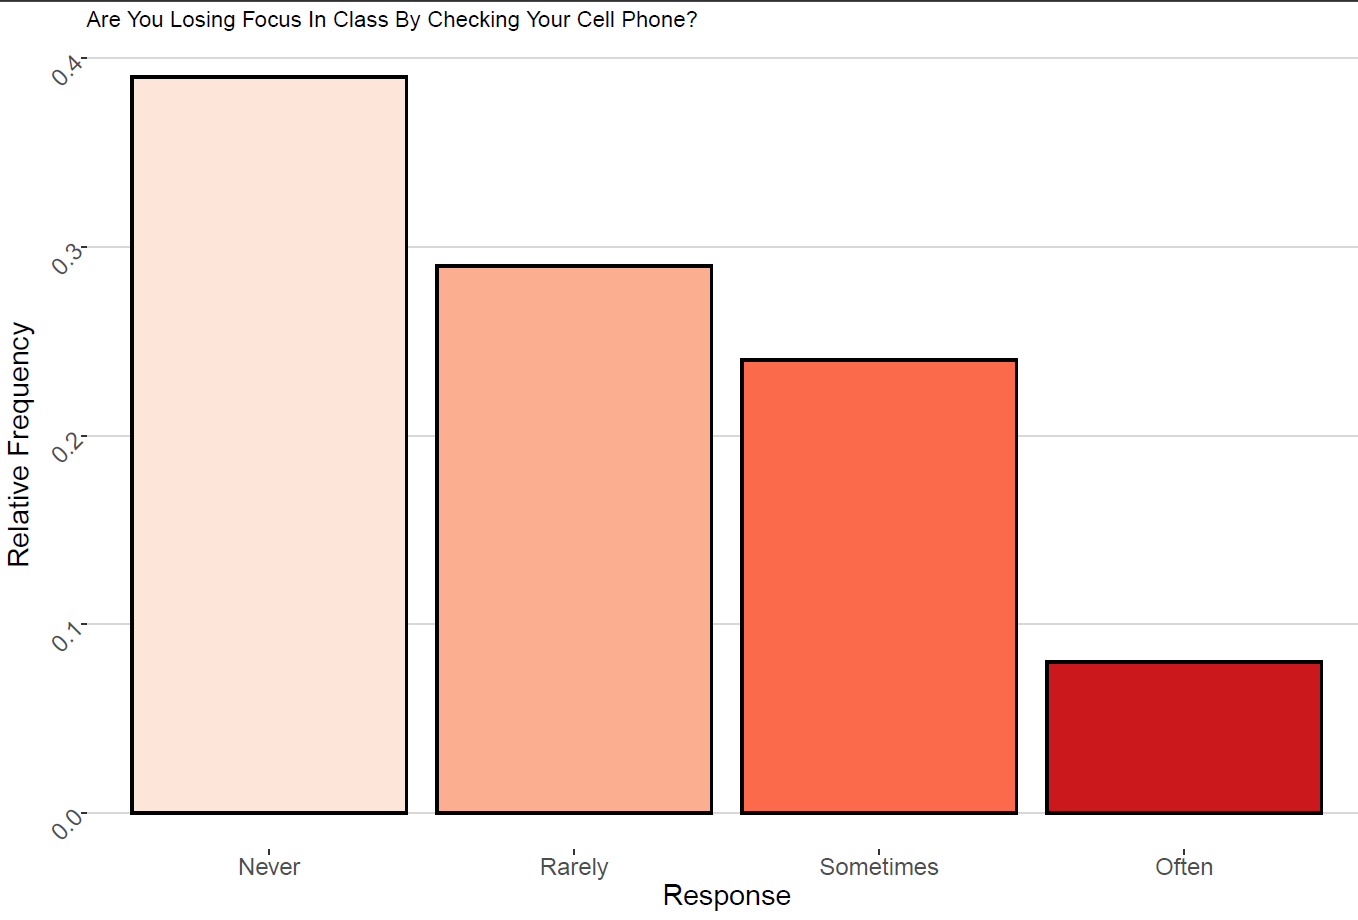 Are You Losing Focus In Class By Checking Your Cell Phone?
0.4
0.3
0.2
0.1
0.0
Relative Frequency
Never Rarely Sometimes Often
Response